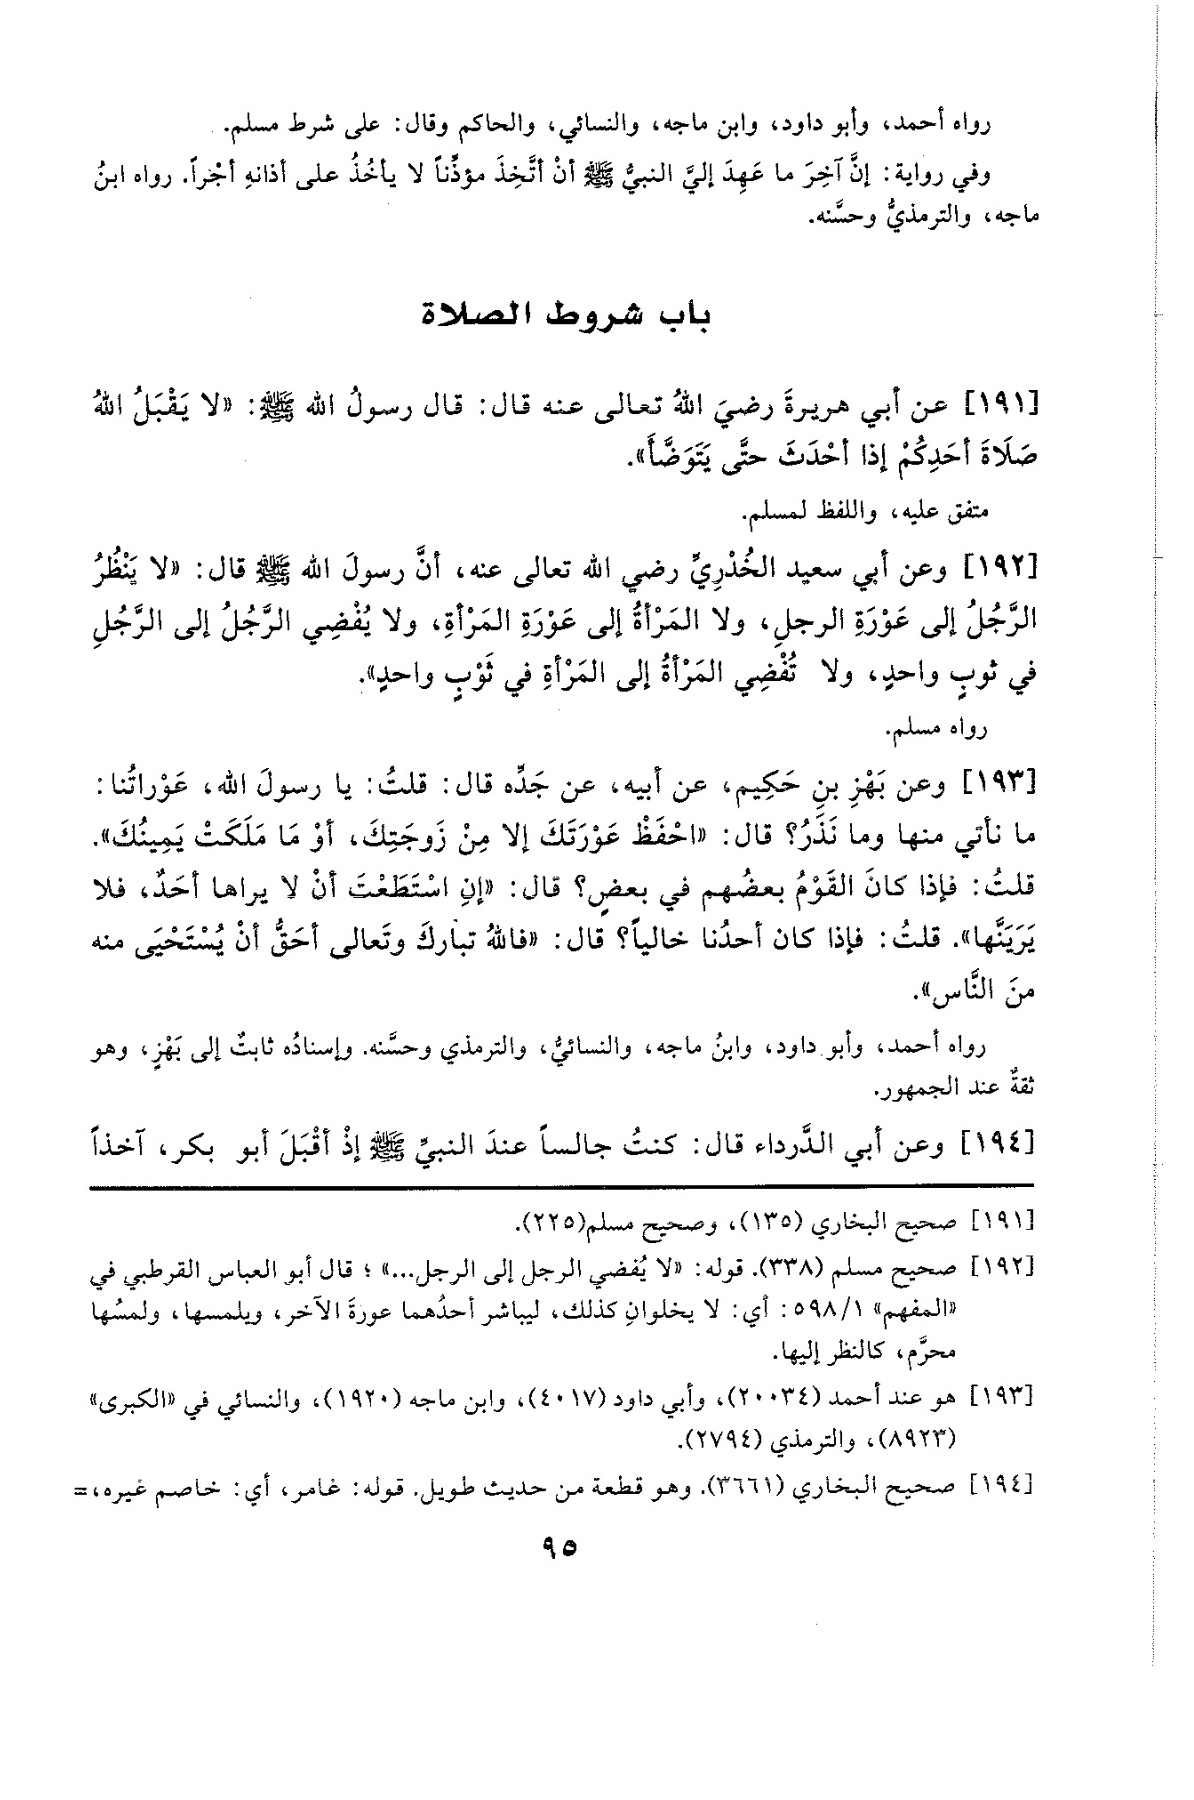 رواه أحمد، وأبو داود، وابن ماجه، والنسائي، والحاكم وقال: على شرط مسلم.
وفي رواية: إنَّ آخِرَ ما عَهِدَ إليَّ النبيُّ ﷺ أنْ أتَّخِذَ مؤذِّناً لا يأخُذُ على أذانهِ أجْراً. رواه ابنُ
ماجه، والترمذيُّ وحسَّنه.
باب شروط الصلاة
[١٩١] عن أبي هريرةَ رضيَ اللهُ تعالى عنه قال: قال رسولُ الله ﷺ: «لا يَقْبَلُ اللهُ
صَلَاةَ أحَدِكُمْ إذا أحْدَثَ حتَّى يَتَوَضَّأَ».
متفق عليه، واللفظ لمسلم.
[١٩٢] وعن أبي سعيد الخُدْرِيِّ رضي الله تعالى عنه، أنَّ رسولَ الله ﷺ قال: «لا يَنْظُرُ
الرَّجُلُ إلى عَوْرَةِ الرجلِ، ولا المَرْأةُ إلى عَوْرَةِ المَرْأةِ، ولا يُفْضِي الرَّجُلُ إلى الرَّجُلِ
في ثوبٍ واحدٍ، ولا تُفْضِي المَرْأةُ إلى المَرْأةِ في ثَوْبٍ واحدٍ».
رواه مسلم.
[١٩٣] وعن بَهْزِ بنِ حَكِيم، عن أبيه، عن جَدِّه قال: قلتُ: يا رسولَ الله، عَوْراتُنا:
ما نأتي منها وما نَذَرُ؟ قال: «احْفَظْ عَوْرَتَكَ إلا مِنْ زَوجَتِكَ، أوْ مَا مَلَكَتْ يَمِينُكَ».
قلتُ: فإذا كانَ القَوْمُ بعضُهم في بعضٍ؟ قال: «إنِ اسْتَطَعْتَ أنْ لا يراها أحَدٌ، فلا
يَرَيَنَّها». قلتُ: فإذا كان أحدُنا خالياً؟ قال: «فاللهُ تباركَ وتَعالى أحَقُّ أنْ يُسْتَحْيَى منه
منَ النَّاس».
رواه أحمد، وأبو داود، وابنُ ماجه، والنسائيُّ، والترمذي وحسَّنه. وإسنادُه ثابتٌ إلى بَهْزٍ، وهو
ثقةٌ عند الجمهور.
[١٩٤] وعن أبي الدَّرداء قال: كنتُ جالساً عندَ النبيِّ ﷺ إذْ أقْبَلَ أبو بكر، آخذاً
[١٩١] صحيح البخاري (١٣٥)، وصحيح مسلم(٢٢٥).
[١٩٢] صحيح مسلم (٣٣٨). قوله: «لا يُفضي الرجل إلى الرجل...» ؛ قال أبو العباس القرطبي في
«المفهم» ٥٩٨/١: أي: لا يخلوانِ كذلك، ليباشر أحدُهما عورةَ الآخر، ويلمسها، ولمسُها
محرَّم، كالنظر إليها.
[١٩٣] هو عند أحمد (٢٠٠٣٤)، وأبي داود (٤٠١٧)، وابن ماجه (١٩٢٠)، والنسائي في «الكبرى»
(٨٩٢٣)، والترمذي (٢٧٩٤).
[١٩٤] صحيح البخاري (٣٦٦١). وهو قطعة من حديث طويل. قوله: غامر، أي: خاصم غيره،=
٩٥